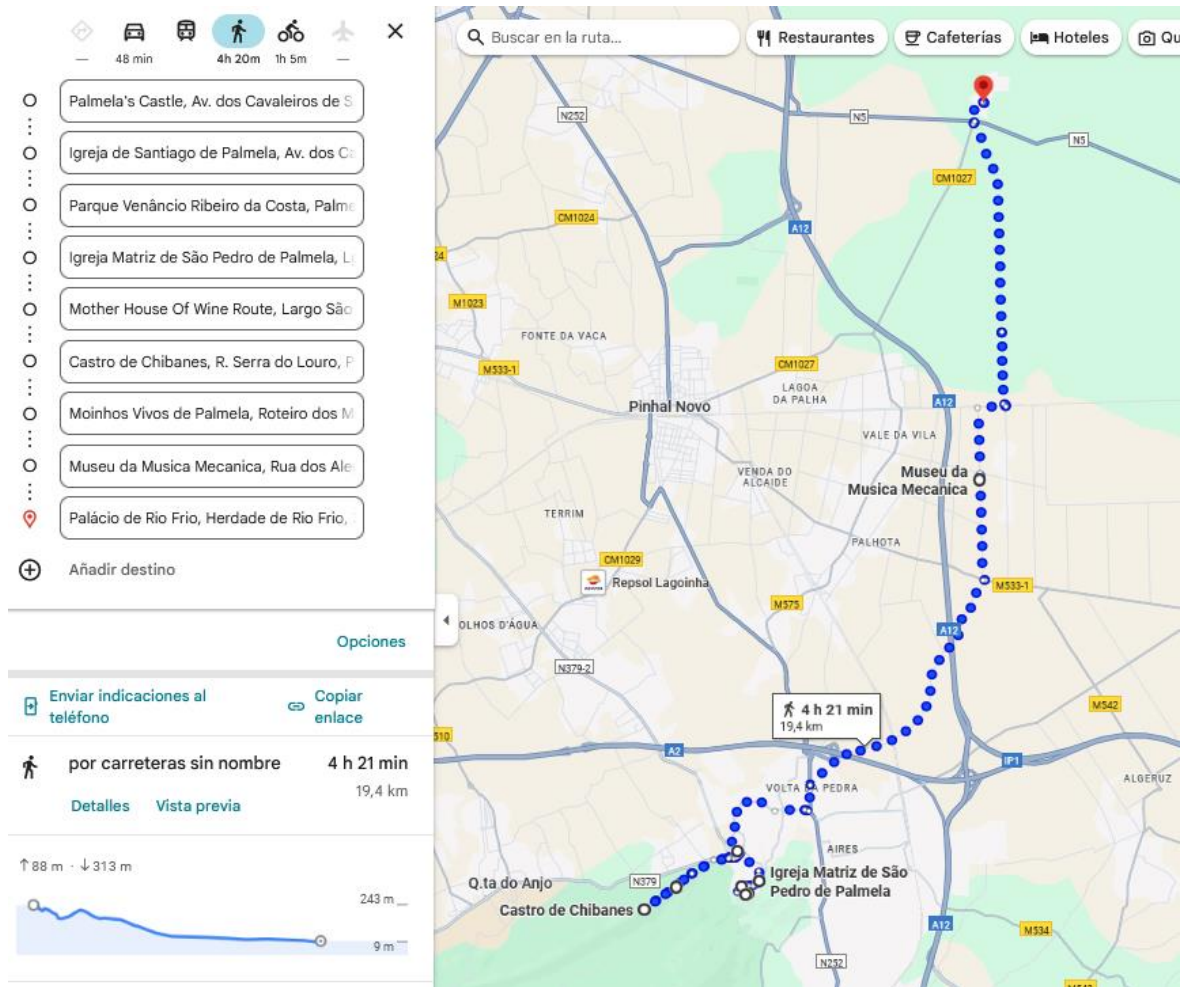 48 min
4h 20m
1h 5m
Palmela's Castle, Av. dos Cavaleiros de S
Igreja de Santiago de Palmela, Av. dos Ca
Parque Venâncio Ribeiro da Costa, Palme
Igreja Matriz de São Pedro de Palmela, L
Mother House Of Wine Route, Largo São
Castro de Chibanes, R. Serra do Louro, P
Moinhos Vivos de Palmela, Roteiro dos M
Museu da Musica Mecanica, Rua dos Ale
Palácio de Rio Frio, Herdade de Rio Frio,
Añadir destino
Opciones
Enviar indicaciones al
teléfono
Copiar
enlace
por carreteras sin nombre
4 h 21 min
19,4 km
Detalles
Vista previa
↑88 m · ↓313 m
243 m
9 m
Buscar en la ruta...
Restaurantes
Cafeterías
Hoteles
Qu
N252
N5
N5
CM1027
CM1024
A12
24
M1023
FONTE DA VACA
M533-1
CM1027
LAGOA
DA PALHA
A12
Pinhal Novo
VALE DA VILA
VENDA DO
ALCAIDE
Museu da
Musica Mecanica
TERRIM
PALHOTA
CM1029
Repsol Lagoinha
M533-1
M575
OLHOS D'ÁGUA
A12
N379-2
M542
4 h 21 min
19,4 km
510
A2
IP1
ALGERUZ
VOLTA DA PEDRA
AIRES
Q.ta do Anjo
N379
Igreja Matriz de São
Pedro de Palmela
Castro de Chibanes
A12
M534
N252